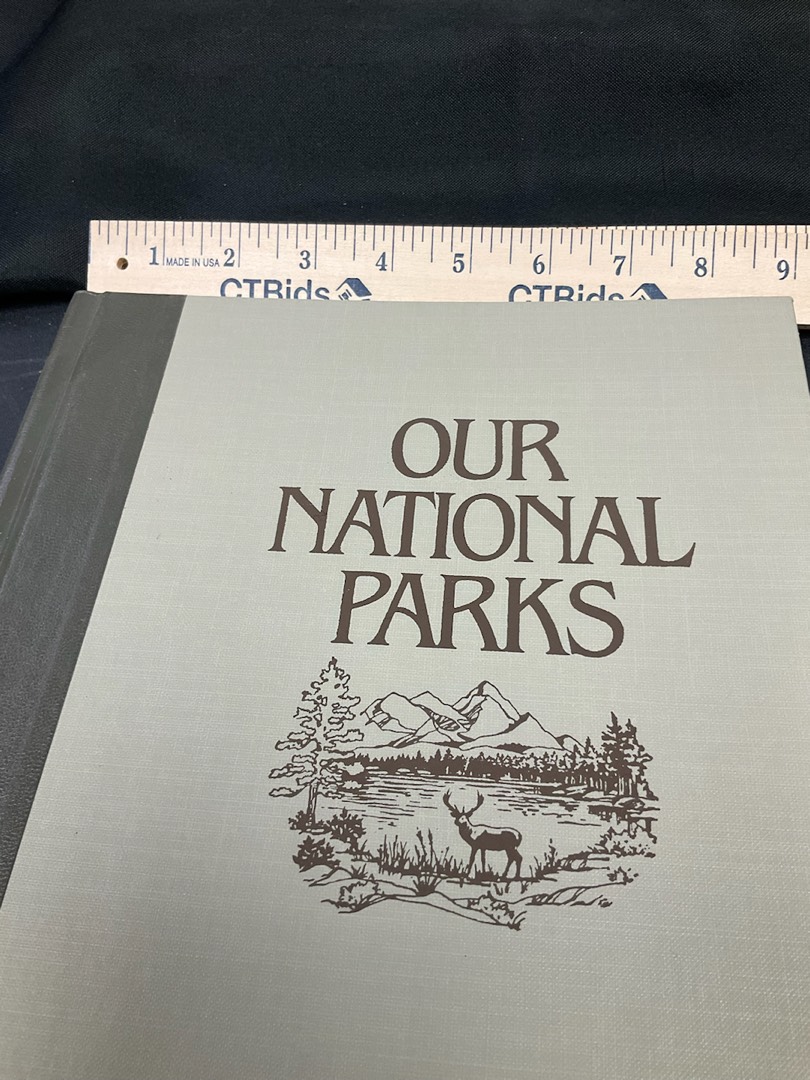 1 MADE IN USA 2 3 4 5 6 7 8 9
CTBids CTBids
OUR
NATIONAL
PARKS